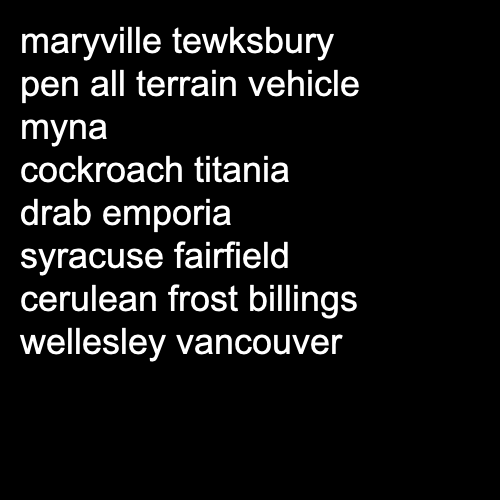 maryville tewksbury
pen all terrain vehicle
myna
cockroach titania
drab emporia
syracuse fairfield
cerulean frost billings
wellesley vancouver